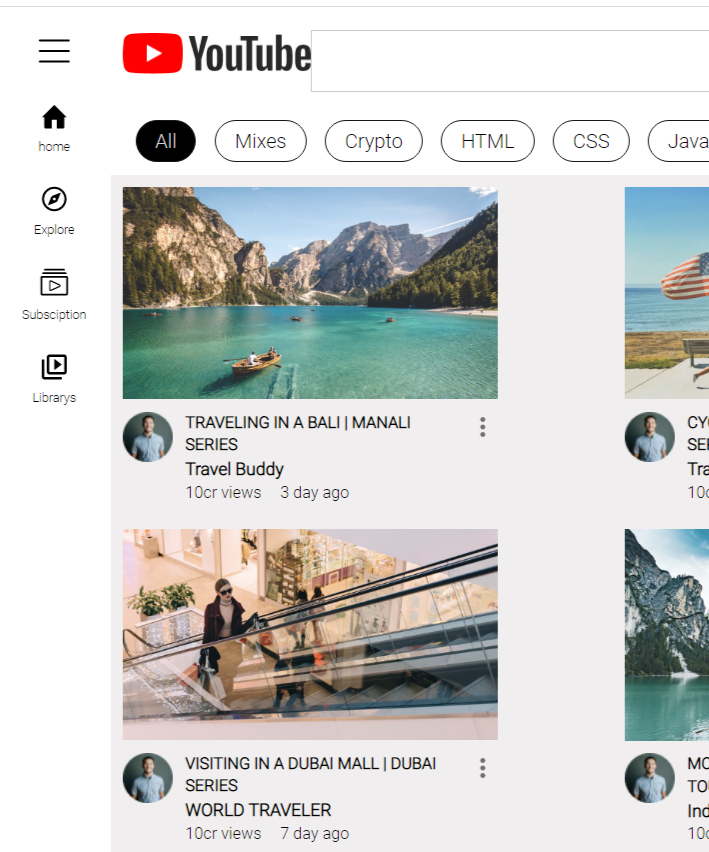 YouTube
All Mixes Crypto HTML CSS Java
home
Explore
Subsciption
Librarys
TRAVELING IN A BALI | MANALI
SERIES
Travel Buddy
10cr views 3 day ago
CY
SE
Tra
10c
VISITING IN A DUBAI MALL | DUBAI
SERIES
WORLD TRAVELER
10cr views 7 day ago
MO
TO
Ind
10c